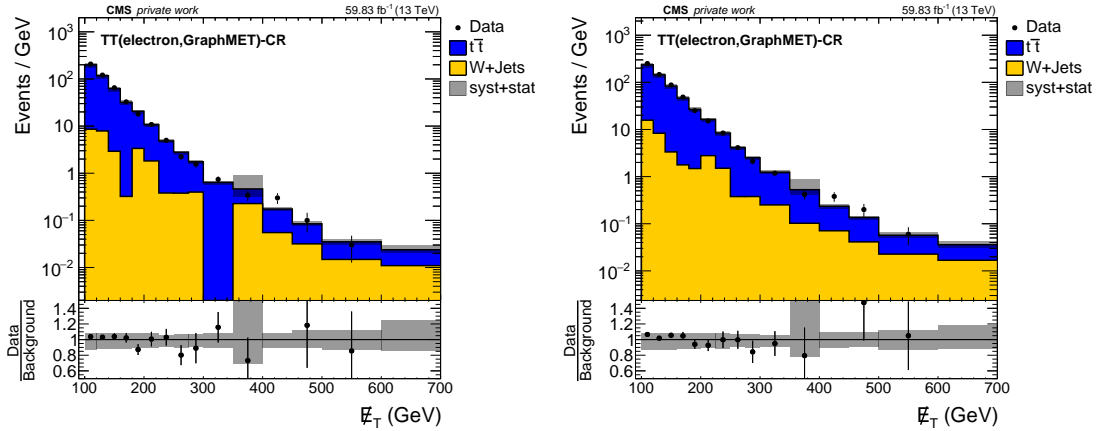 CMS private work 59.83 fb⁻¹ (13 TeV)
TT(electron,GraphMET)-CR
Data
tt̅
W+Jets
syst+stat
Events / GeV
10³
10²
10
1
10⁻¹
10⁻²
Data
Background
1.4
1.2
1
0.8
0.6
100 200 300 400 500 600 700
E̸_T (GeV)
CMS private work 59.83 fb⁻¹ (13 TeV)
TT(electron,GraphMET)-CR
Data
tt̅
W+Jets
syst+stat
Events / GeV
10³
10²
10
1
10⁻¹
10⁻²
Data
Background
1.4
1.2
1
0.8
0.6
100 200 300 400 500 600 700
E̸_T (GeV)